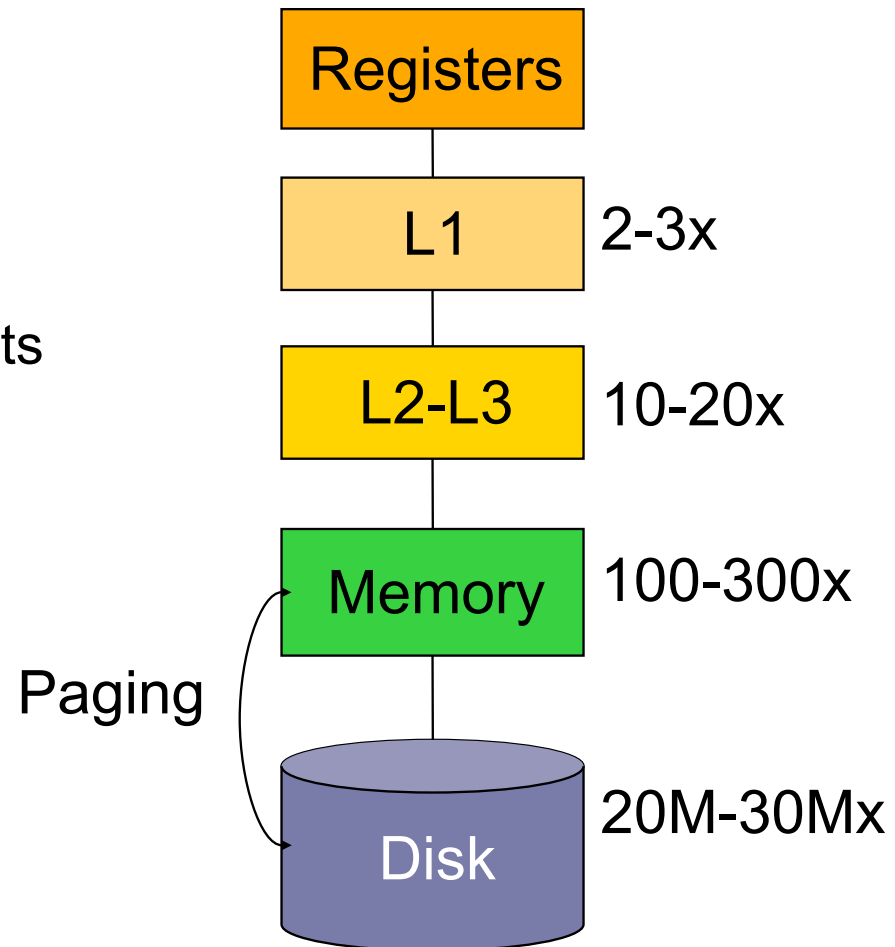 Registers
L1
2-3x
ts
L2-L3
10-20x
Memory
100-300x
Paging
20M-30Mx
Disk